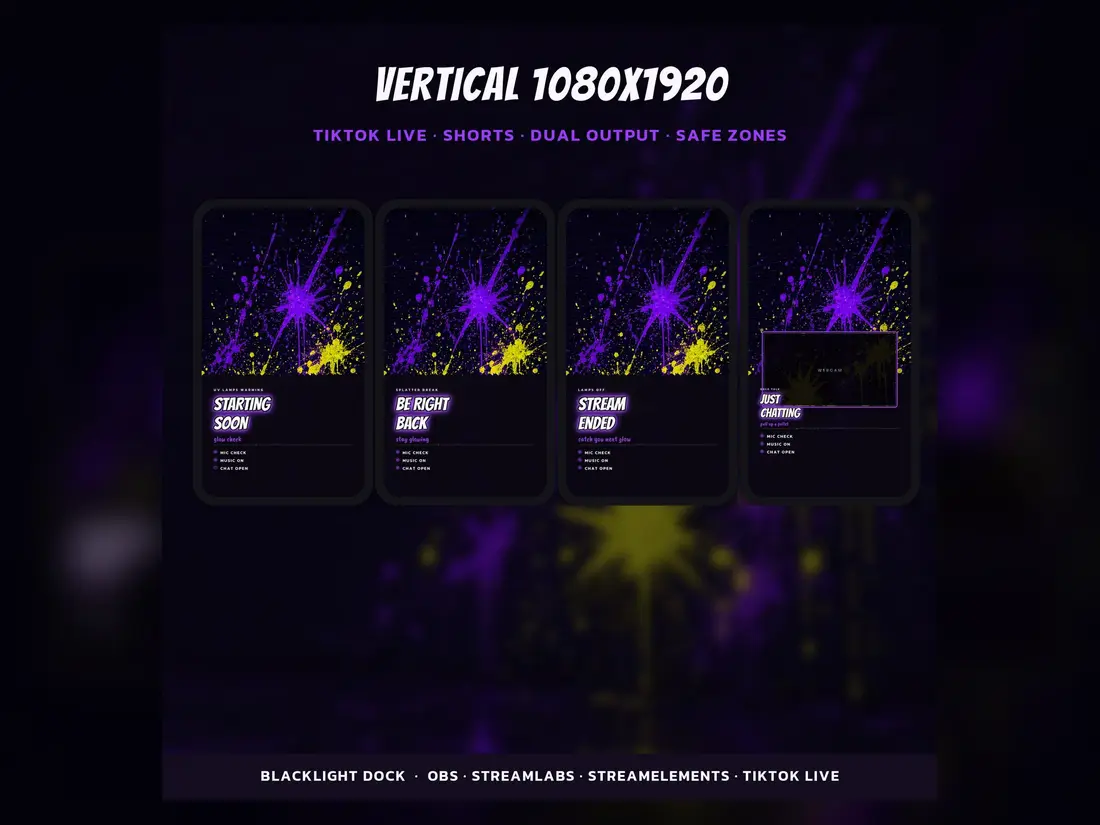 VERTICAL 1080X1920
TIKTOK LIVE · SHORTS · DUAL OUTPUT · SAFE ZONES
UV-LAMPS WARMING
STARTING
SOON
glow check
MIC CHECK
MUSIC ON
CHAT OPEN
SPLATTER BREAK
BE RIGHT
BACK
stay glowing
MIC CHECK
MUSIC ON
CHAT OPEN
LAMPS OFF
STREAM
ENDED
catch you next glow
MIC CHECK
MUSIC ON
CHAT OPEN
WEBCAM
JUST
CHATTING
pull up a pallet
MIC CHECK
MUSIC ON
CHAT OPEN
BLACKLIGHT DOCK · OBS · STREAMLABS · STREAMELEMENTS · TIKTOK LIVE